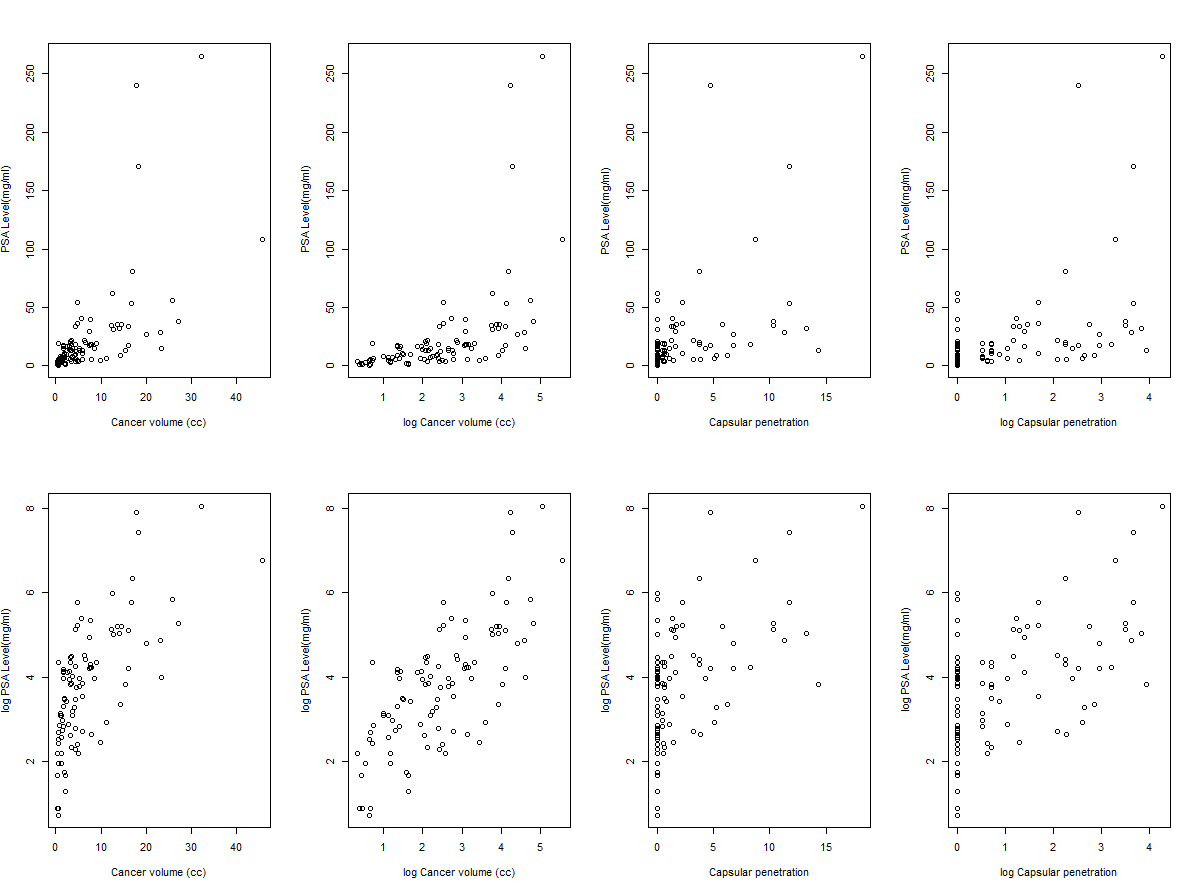 PSA Level(mg/ml)
0 50 100 150 200 250
0 10 20 30 40
Cancer volume (cc)
PSA Level(mg/ml)
0 50 100 150 200 250
1 2 3 4 5
log Cancer volume (cc)
PSA Level(mg/ml)
0 50 100 150 200 250
0 5 10 15
Capsular penetration
PSA Level(mg/ml)
0 50 100 150 200 250
0 1 2 3 4
log Capsular penetration
log PSA Level(mg/ml)
2 4 6 8
0 10 20 30 40
Cancer volume (cc)
log PSA Level(mg/ml)
2 4 6 8
1 2 3 4 5
log Cancer volume (cc)
log PSA Level(mg/ml)
2 4 6 8
0 5 10 15
Capsular penetration
log PSA Level(mg/ml)
2 4 6 8
0 1 2 3 4
log Capsular penetration